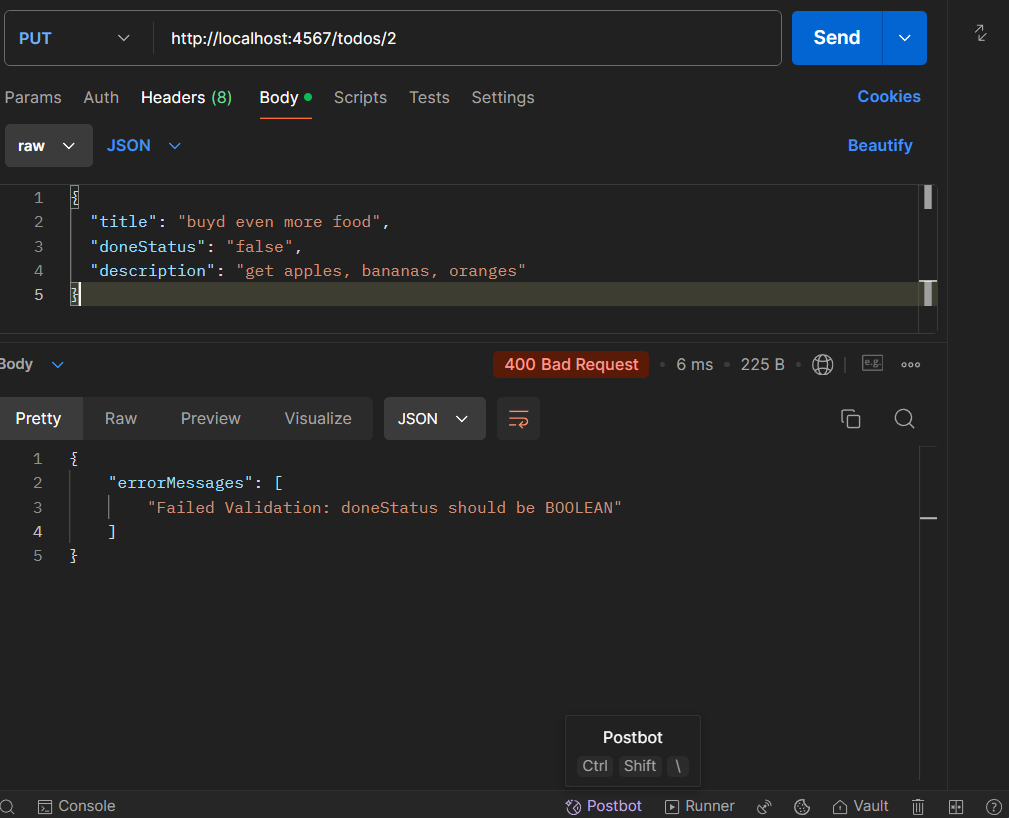 PUT http://localhost:4567/todos/2 Send
Params Auth Headers (8) Body Scripts Tests Settings Cookies
raw JSON Beautify
1 {
2 "title": "buyd even more food",
3 "doneStatus": "false",
4 "description": "get apples, bananas, oranges"
5 }
Body 400 Bad Request • 6 ms • 225 B • e.g.
Pretty Raw Preview Visualize JSON
1 {
2 "errorMessages": [
3 "Failed Validation: doneStatus should be BOOLEAN"
4 ]
5 }
Postbot
Ctrl Shift \
Console Postbot Runner Vault